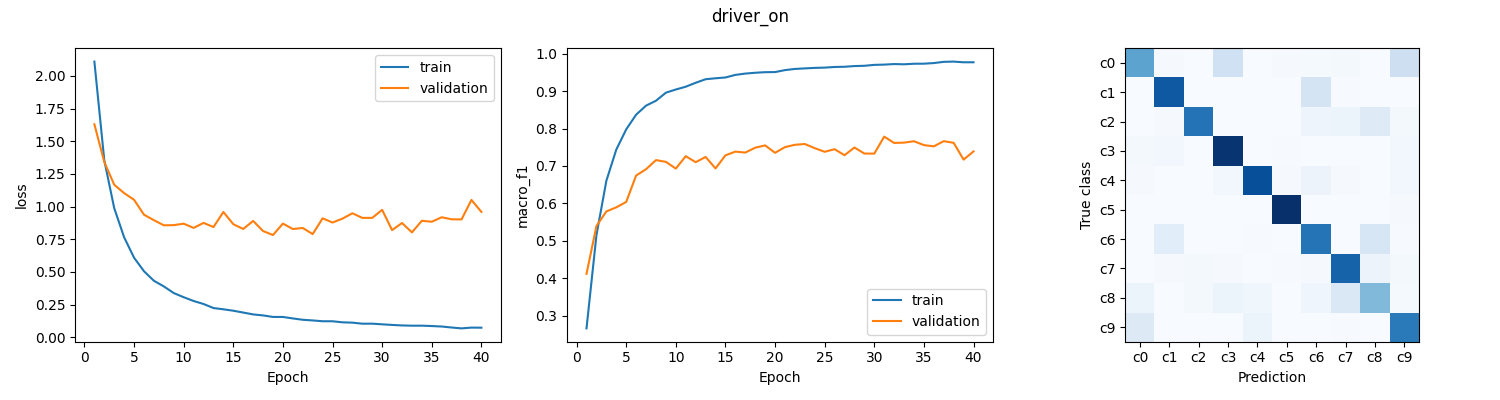 driver_on
2.00
1.75
1.50
1.25
1.00
0.75
0.50
0.25
0.00
loss
train
validation
0 5 10 15 20 25 30 35 40
Epoch
1.0
0.9
0.8
0.7
0.6
0.5
0.4
0.3
macro_f1
train
validation
0 5 10 15 20 25 30 35 40
Epoch
True class
c0
c1
c2
c3
c4
c5
c6
c7
c8
c9
c0 c1 c2 c3 c4 c5 c6 c7 c8 c9
Prediction